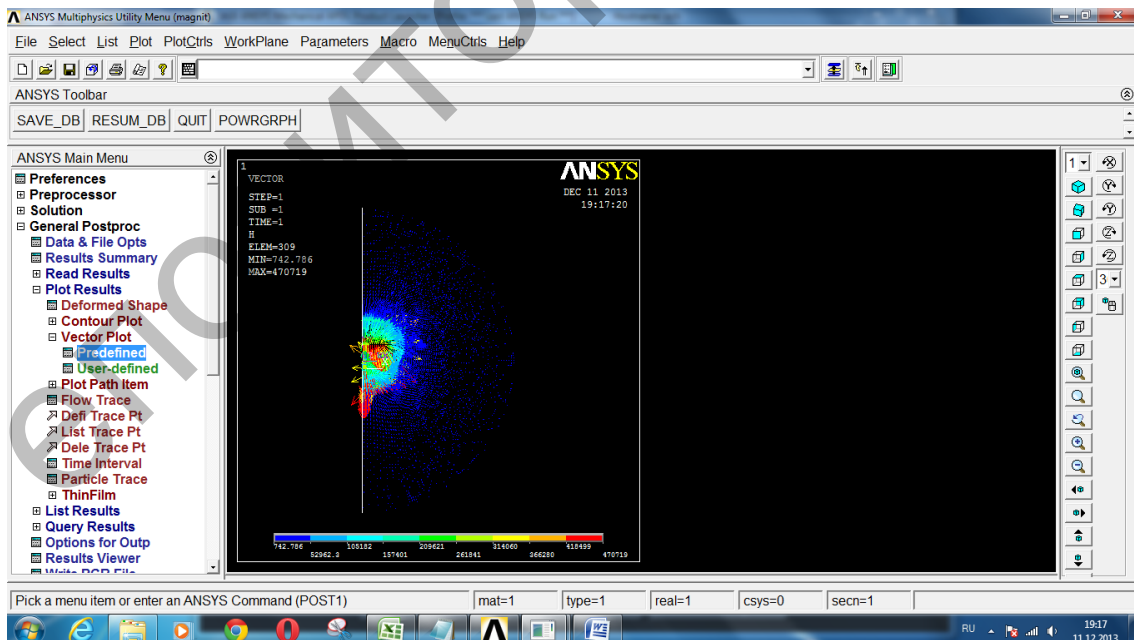 ANSYS Multiphysics Utility Menu (magnit)
File Select List Plot PlotCtrls WorkPlane Parameters Macro MenuCtrls Help
ANSYS Toolbar
SAVE_DB RESUM_DB QUIT POWRGRPH
ANSYS Main Menu
Preferences
Preprocessor
Solution
General Postproc
Data & File Opts
Results Summary
Read Results
Plot Results
Deformed Shape
Contour Plot
Vector Plot
Predefined
User-defined
Plot Path Item
Flow Trace
Defi Trace Pt
List Trace Pt
Dele Trace Pt
Time Interval
Particle Trace
ThinFilm
List Results
Query Results
Options for Outp
Results Viewer
Write PGR File
1
VECTOR
STEP=1
SUB =1
TIME=1
H
ELEM=309
MIN=742.786
MAX=470719
ANSYS
DEC 11 2013
19:17:20
742.786 105182 209621 314060 418499
52962.3 157401 261841 366280 470719
1
3
Pick a menu item or enter an ANSYS Command (POST1) mat=1 type=1 real=1 csys=0 secn=1
RU 19:17
11.12.2013